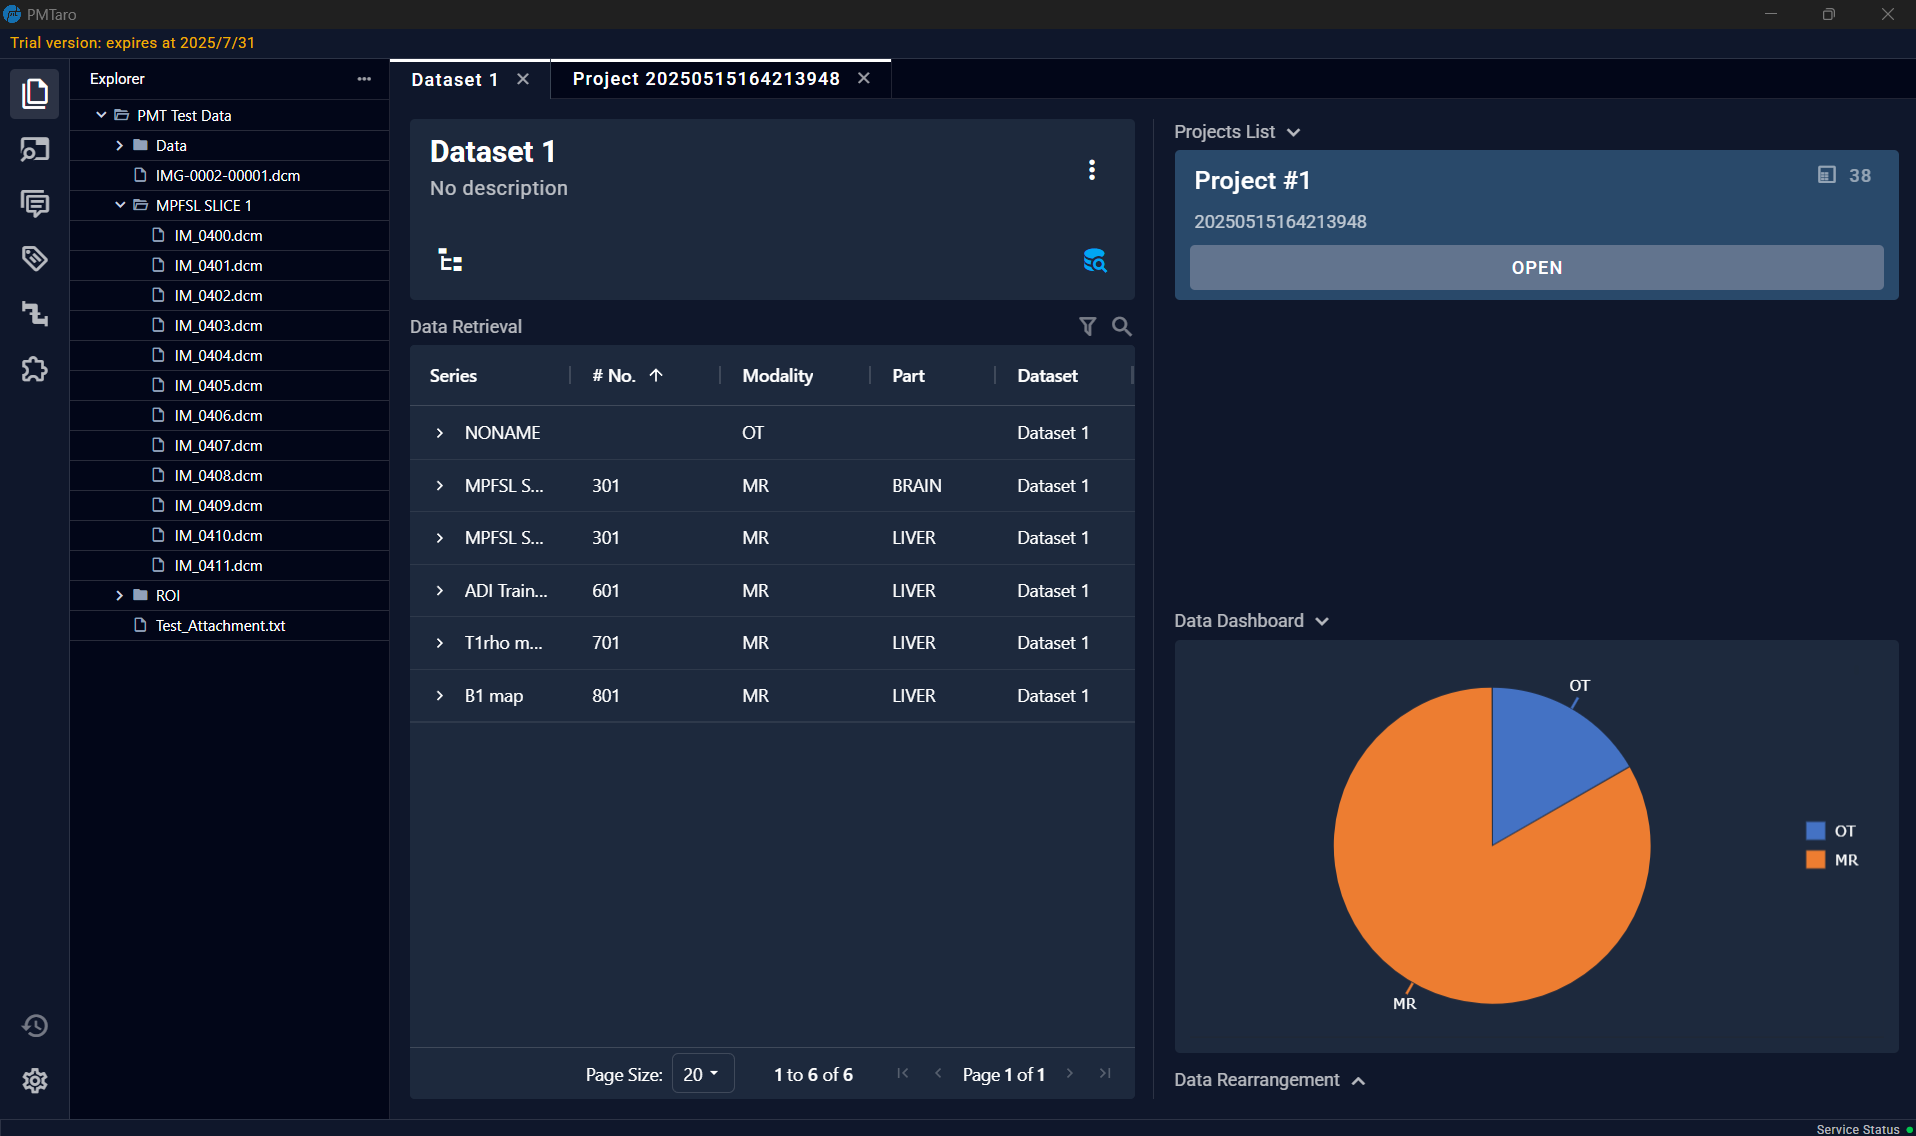 PMTaro
Trial version: expires at 2025/7/31
Explorer
PMT Test Data
Data
IMG-0002-00001.dcm
MPFSL SLICE 1
IM_0400.dcm
IM_0401.dcm
IM_0402.dcm
IM_0403.dcm
IM_0404.dcm
IM_0405.dcm
IM_0406.dcm
IM_0407.dcm
IM_0408.dcm
IM_0409.dcm
IM_0410.dcm
IM_0411.dcm
ROI
Test_Attachment.txt
Dataset 1
Project 20250515164213948
Dataset 1
No description
Data Retrieval
Series # No. Modality Part Dataset
NONAME OT Dataset 1
MPFSL S... 301 MR BRAIN Dataset 1
MPFSL S... 301 MR LIVER Dataset 1
ADI Train... 601 MR LIVER Dataset 1
T1rho m... 701 MR LIVER Dataset 1
B1 map 801 MR LIVER Dataset 1
Page Size: 20 1 to 6 of 6 Page 1 of 1
Projects List
Project #1 38
20250515164213948
OPEN
Data Dashboard
OT
MR
OT
MR
Data Rearrangement
Service Status